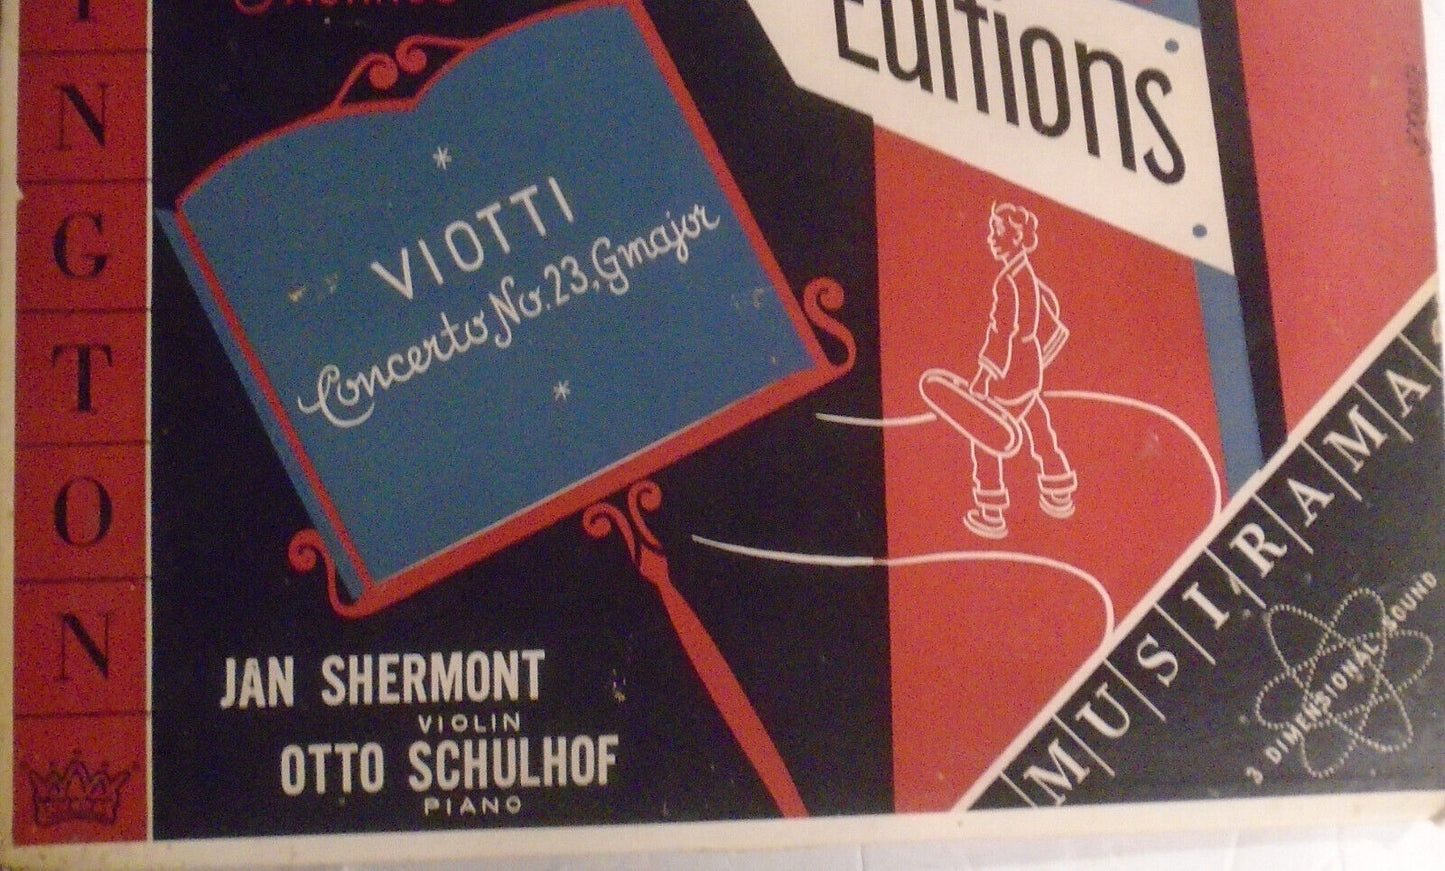 Editions
*
VIOTTI
Concerto No. 23, G major
*
JAN SHERMONT
VIOLIN
OTTO SCHULHOF
PIANO
MUSIRAMA
3 DIMENSIONAL SOUND
I
N
G
T
O
N